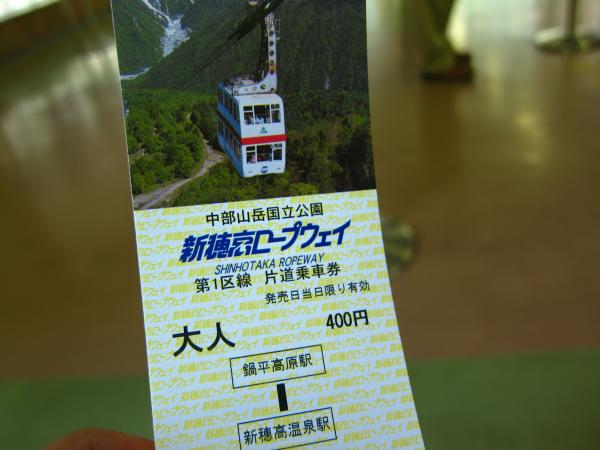 中部山岳国立公園
新穂高ロープウェイ
SHINHOTAKA ROPEWAY
第1区線 片道乗車券
発売日当日限り有効
大人 400円
鍋平高原駅
新穂高温泉駅